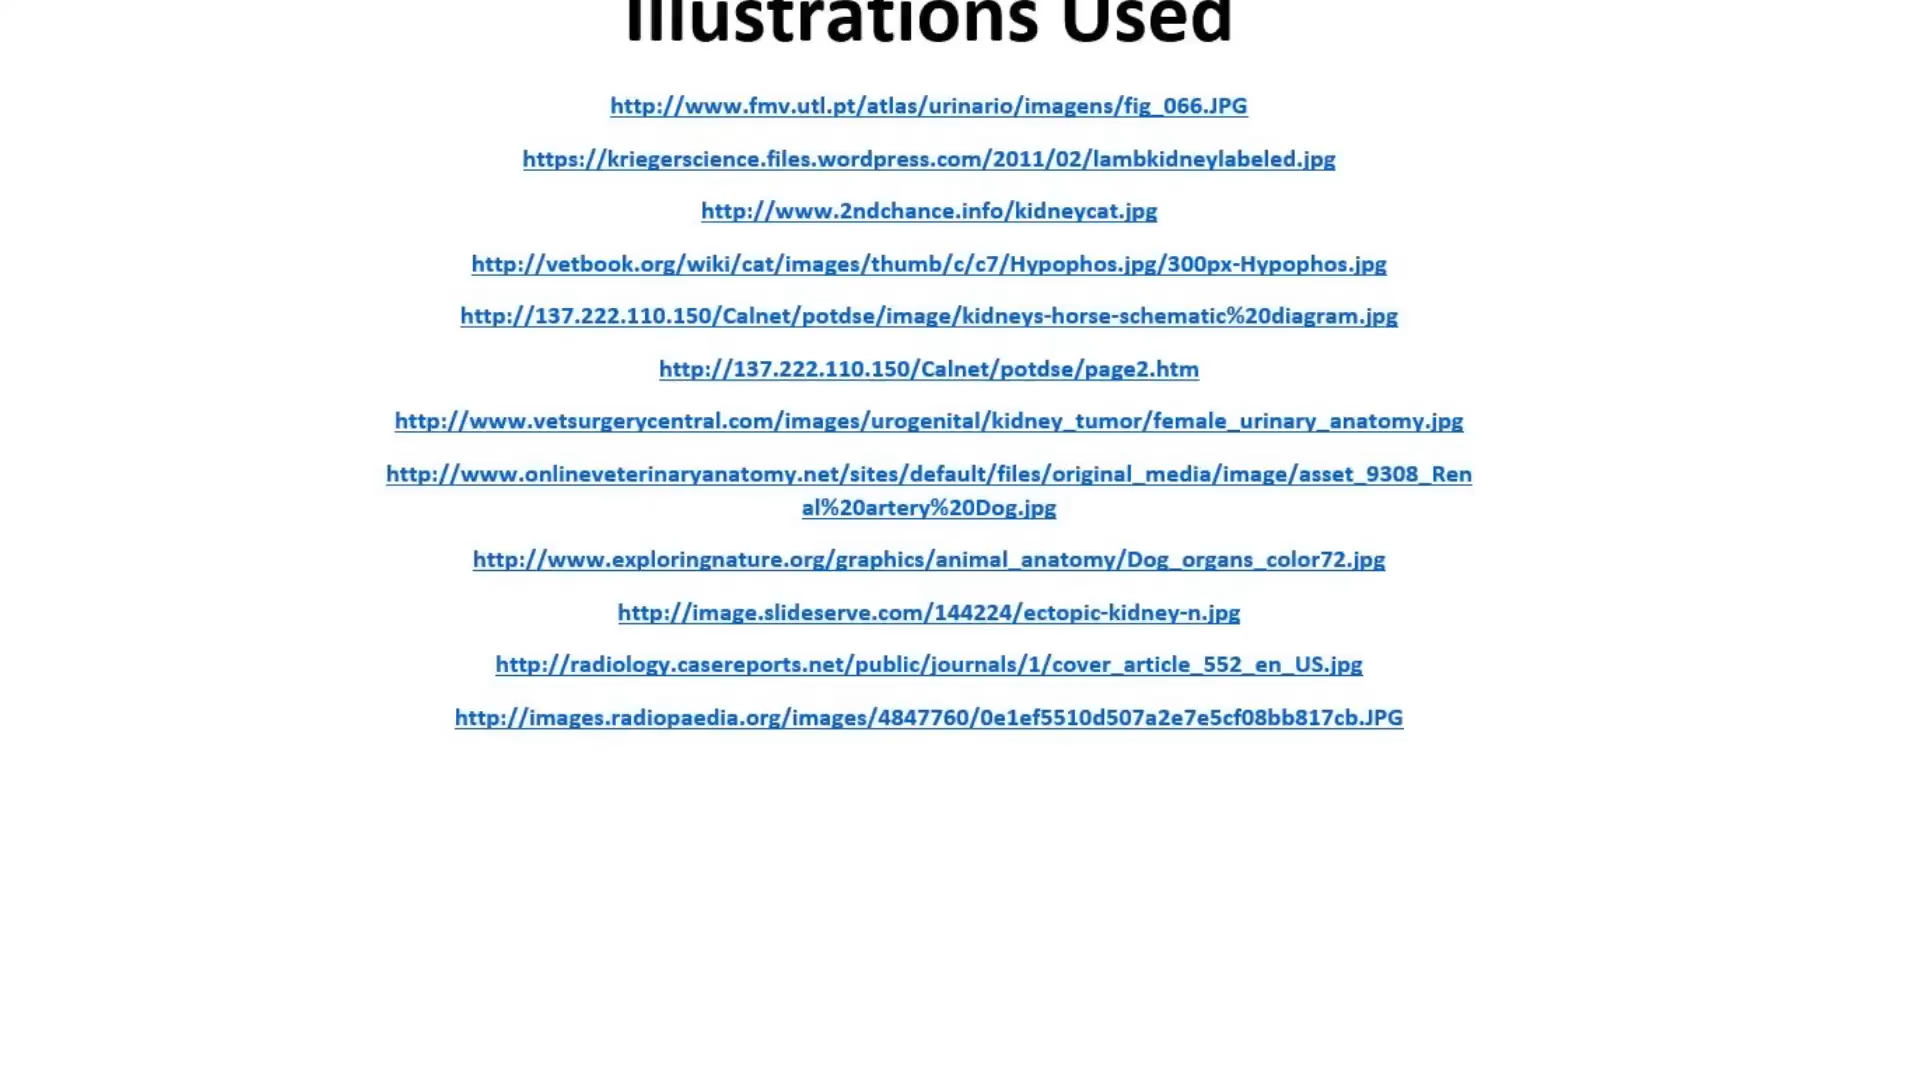 Illustrations Used
http://www.fmv.utl.pt/atlas/urinario/imagens/fig_066.JPG
https://kriegerscience.files.wordpress.com/2011/02/lambkidneylabeled.jpg
http://www.2ndchance.info/kidneycat.jpg
http://vetbook.org/wiki/cat/images/thumb/c/c7/Hypophos.jpg/300px-Hypophos.jpg
http://137.222.110.150/Calnet/potdse/image/kidneys-horse-schematic%20diagram.jpg
http://137.222.110.150/Calnet/potdse/page2.htm
http://www.vetsurgerycentral.com/images/urogenital/kidney_tumor/female_urinary_anatomy.jpg
http://www.onlineveterinaryanatomy.net/sites/default/files/original_media/image/asset_9308_Ren
al%20artery%20Dog.jpg
http://www.exploringnature.org/graphics/animal_anatomy/Dog_organs_color72.jpg
http://image.slideserve.com/144224/ectopic-kidney-n.jpg
http://radiology.casereports.net/public/journals/1/cover_article_552_en_US.jpg
http://images.radiopaedia.org/images/4847760/0e1ef5510d507a2e7e5cf08bb817cb.JPG